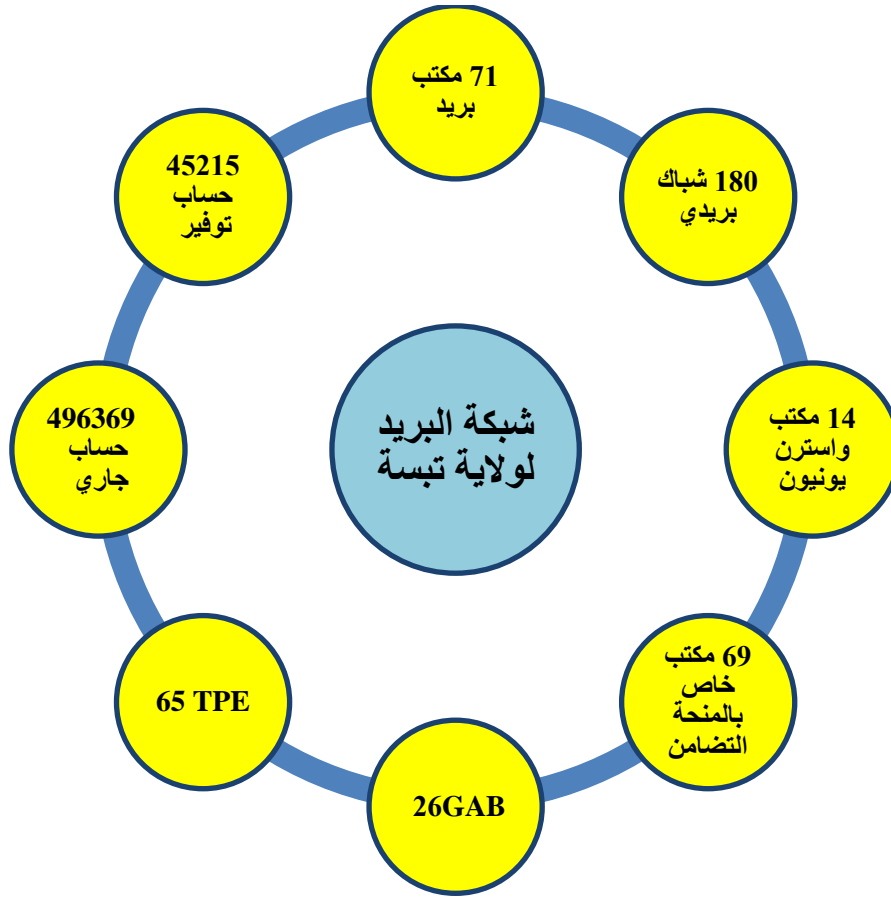 71 مكتب
بريد
180 شباك
بريدي
14 مكتب
واسترن
يونيون
69 مكتب
خاص
بالمنحة
التضامن
26GAB
65 TPE
496369
حساب
جاري
45215
حساب
توفير
شبكة البريد
لولاية تبسة